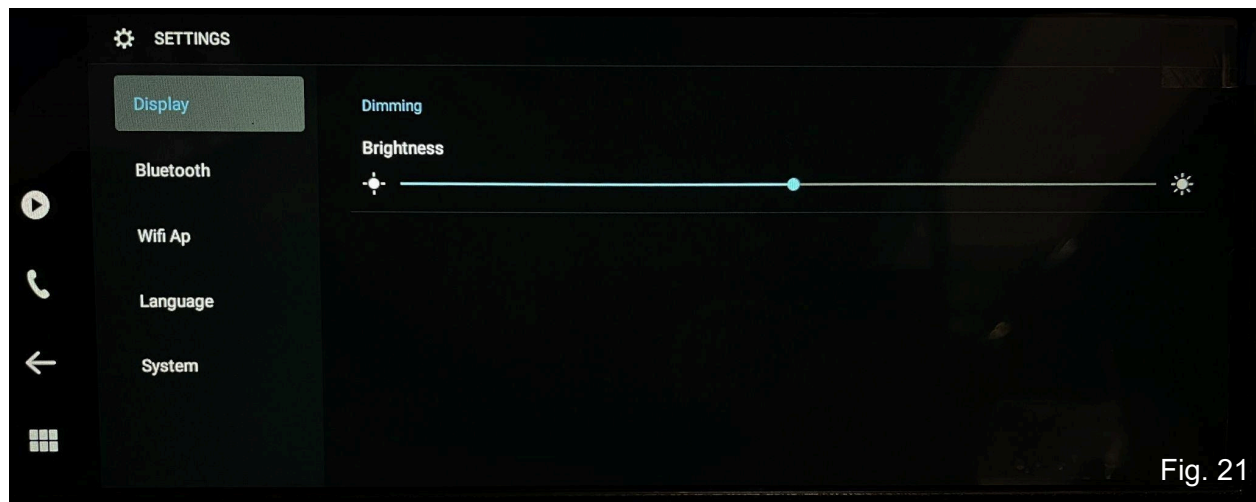 SETTINGS
Display
Dimming
Brightness
Bluetooth
Wifi Ap
Language
System
Fig. 21